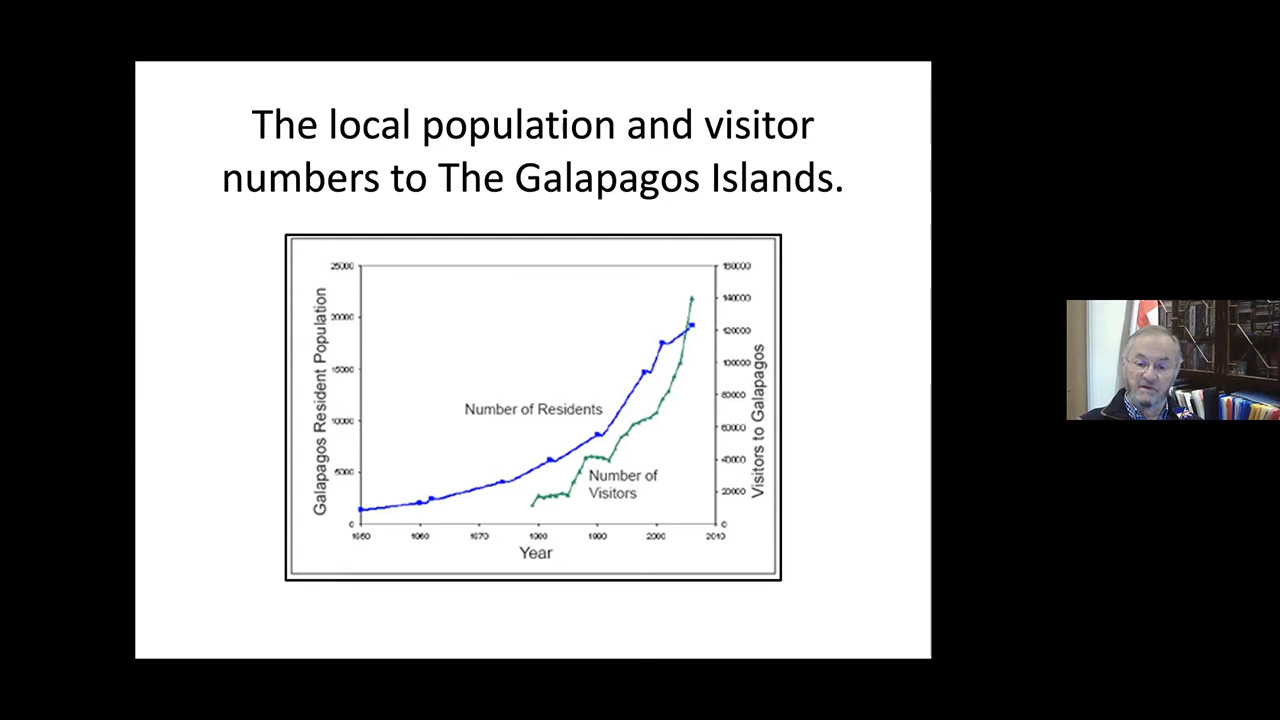 The local population and visitor
numbers to The Galapagos Islands.
25000
20000
15000
10000
5000
0
Galapagos Resident Population
160000
140000
120000
100000
80000
60000
40000
20000
0
Visitors to Galapagos
Number of Residents
Number of
Visitors
1950 1960 1970 1980 1990 2000 2010
Year